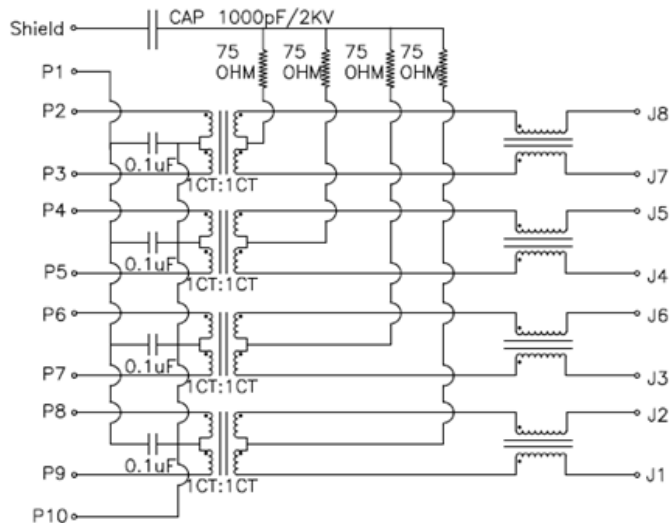 CAP 1000pF/2KV
Shield
75
OHM
75
OHM
75
OHM
75
OHM
P1
P2
J8
0.1uF
P3
1CT:1CT
J7
P4
J5
0.1uF
P5
1CT:1CT
J4
P6
J6
0.1uF
P7
1CT:1CT
J3
P8
J2
0.1uF
P9
1CT:1CT
J1
P10